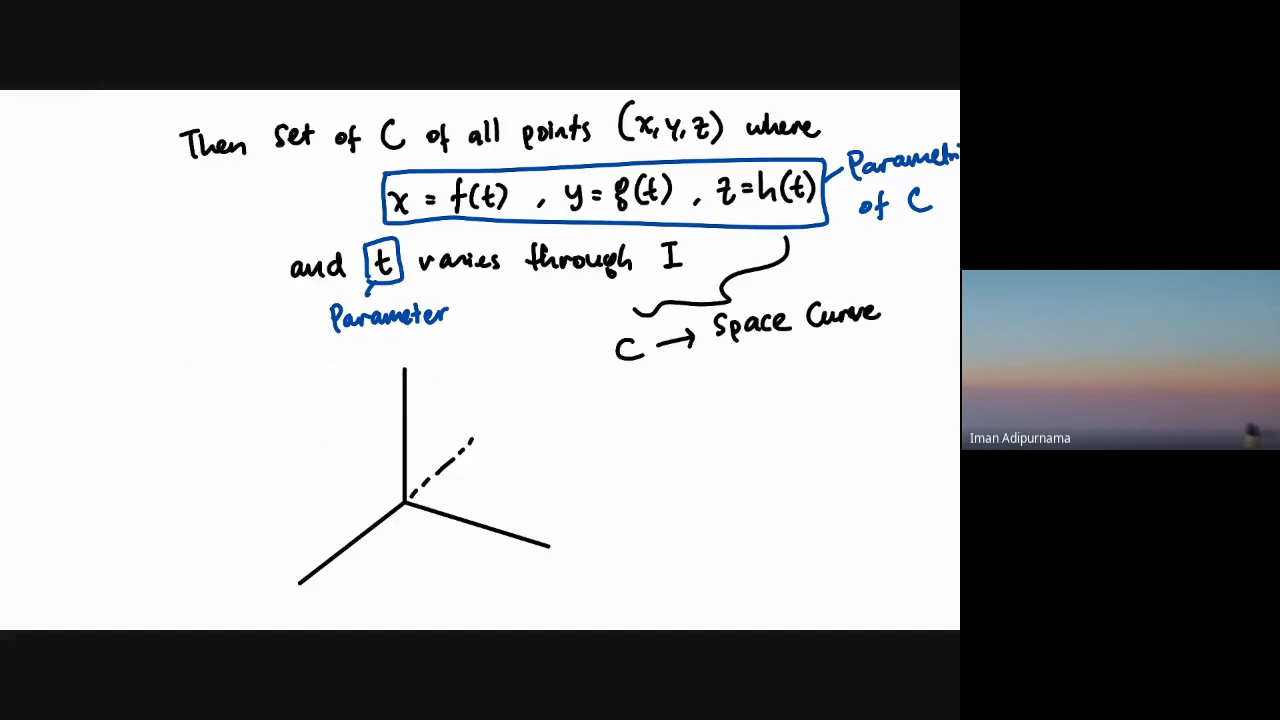 Then set of C of all points (x,y,z) where
x = f(t) , y = g(t) , z = h(t)
Parametri
of C
and t varies through I
Parameter
C → Space Curve
Iman Adipurnama